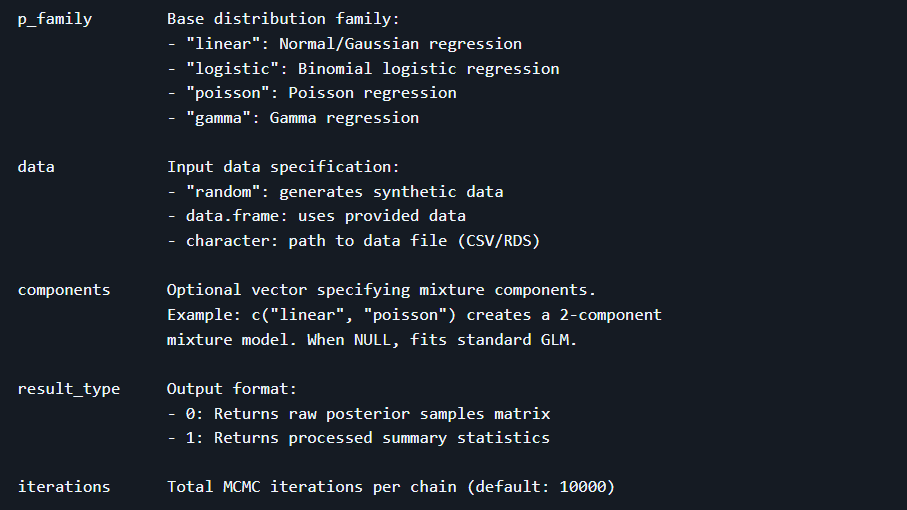 p_family Base distribution family:
- "linear": Normal/Gaussian regression
- "logistic": Binomial logistic regression
- "poisson": Poisson regression
- "gamma": Gamma regression
data Input data specification:
- "random": generates synthetic data
- data.frame: uses provided data
- character: path to data file (CSV/RDS)
components Optional vector specifying mixture components.
Example: c("linear", "poisson") creates a 2-component
mixture model. When NULL, fits standard GLM.
result_type Output format:
- 0: Returns raw posterior samples matrix
- 1: Returns processed summary statistics
iterations Total MCMC iterations per chain (default: 10000)